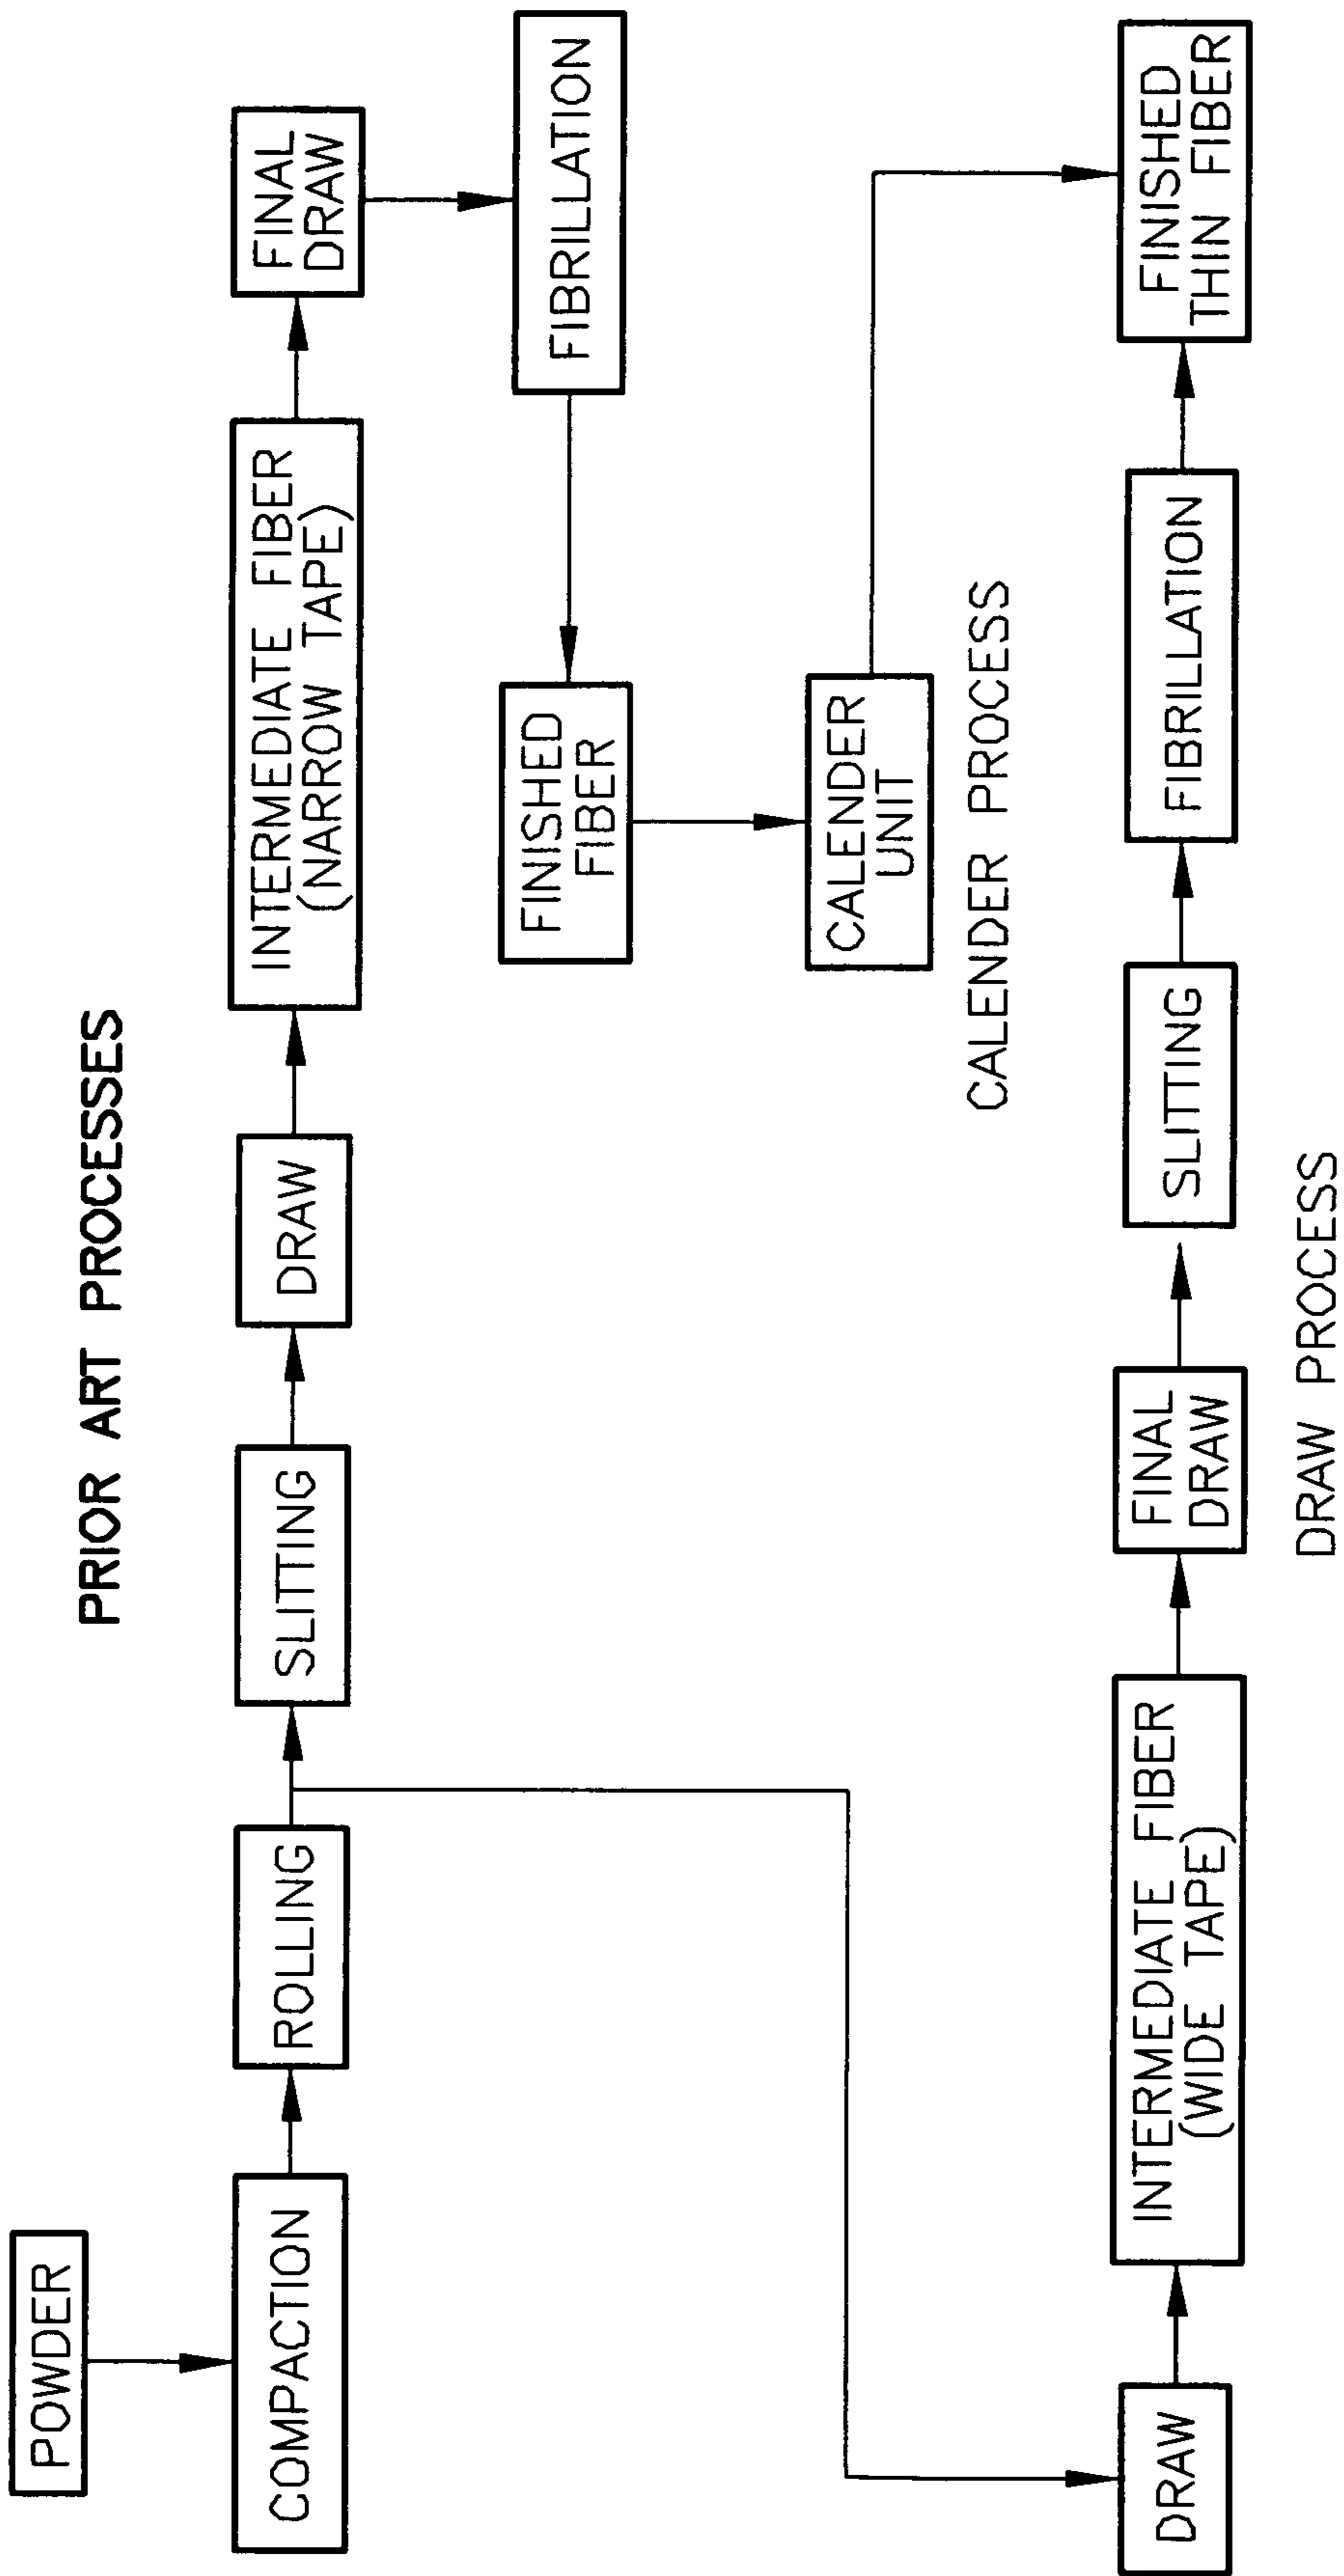 PRIOR ART PROCESSES
POWDER
COMPACTION
ROLLING
SLITTING
DRAW
INTERMEDIATE FIBER
(NARROW TAPE)
FINAL
DRAW
FIBRILLATION
FINISHED
FIBER
CALENDER
UNIT
CALENDER PROCESS
DRAW
INTERMEDIATE FIBER
(WIDE TAPE)
FINAL
DRAW
SLITTING
FIBRILLATION
FINISHED
THIN FIBER
DRAW PROCESS